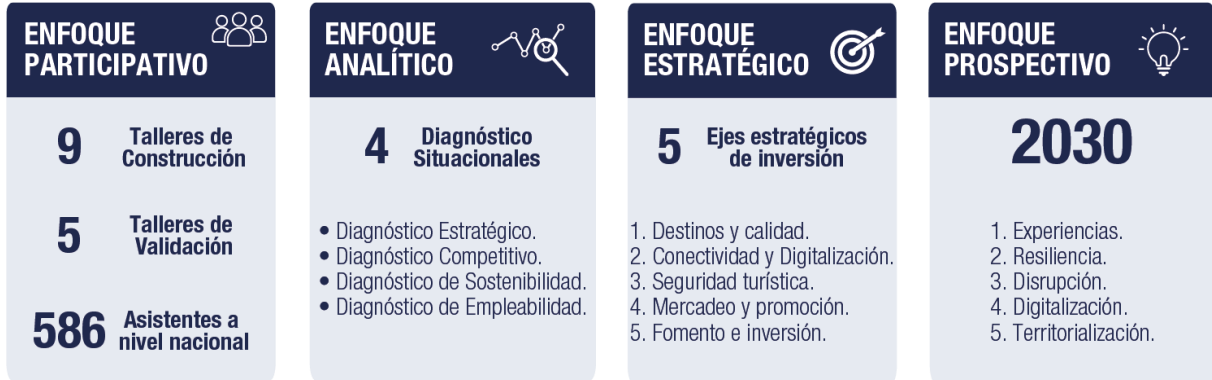 ENFOQUE
PARTICIPATIVO
9
Talleres de
Construcción
5
Talleres de
Validación
586
Asistentes a
nivel nacional
ENFOQUE
ANALÍTICO
4
Diagnóstico
Situacionales
• Diagnóstico Estratégico.
• Diagnóstico Competitivo.
• Diagnóstico de Sostenibilidad.
• Diagnóstico de Empleabilidad.
ENFOQUE
ESTRATÉGICO
5
Ejes estratégicos
de inversión
1. Destinos y calidad.
2. Conectividad y Digitalización.
3. Seguridad turística.
4. Mercadeo y promoción.
5. Fomento e inversión.
ENFOQUE
PROSPECTIVO
2030
1. Experiencias.
2. Resiliencia.
3. Disrupción.
4. Digitalización.
5. Territorialización.